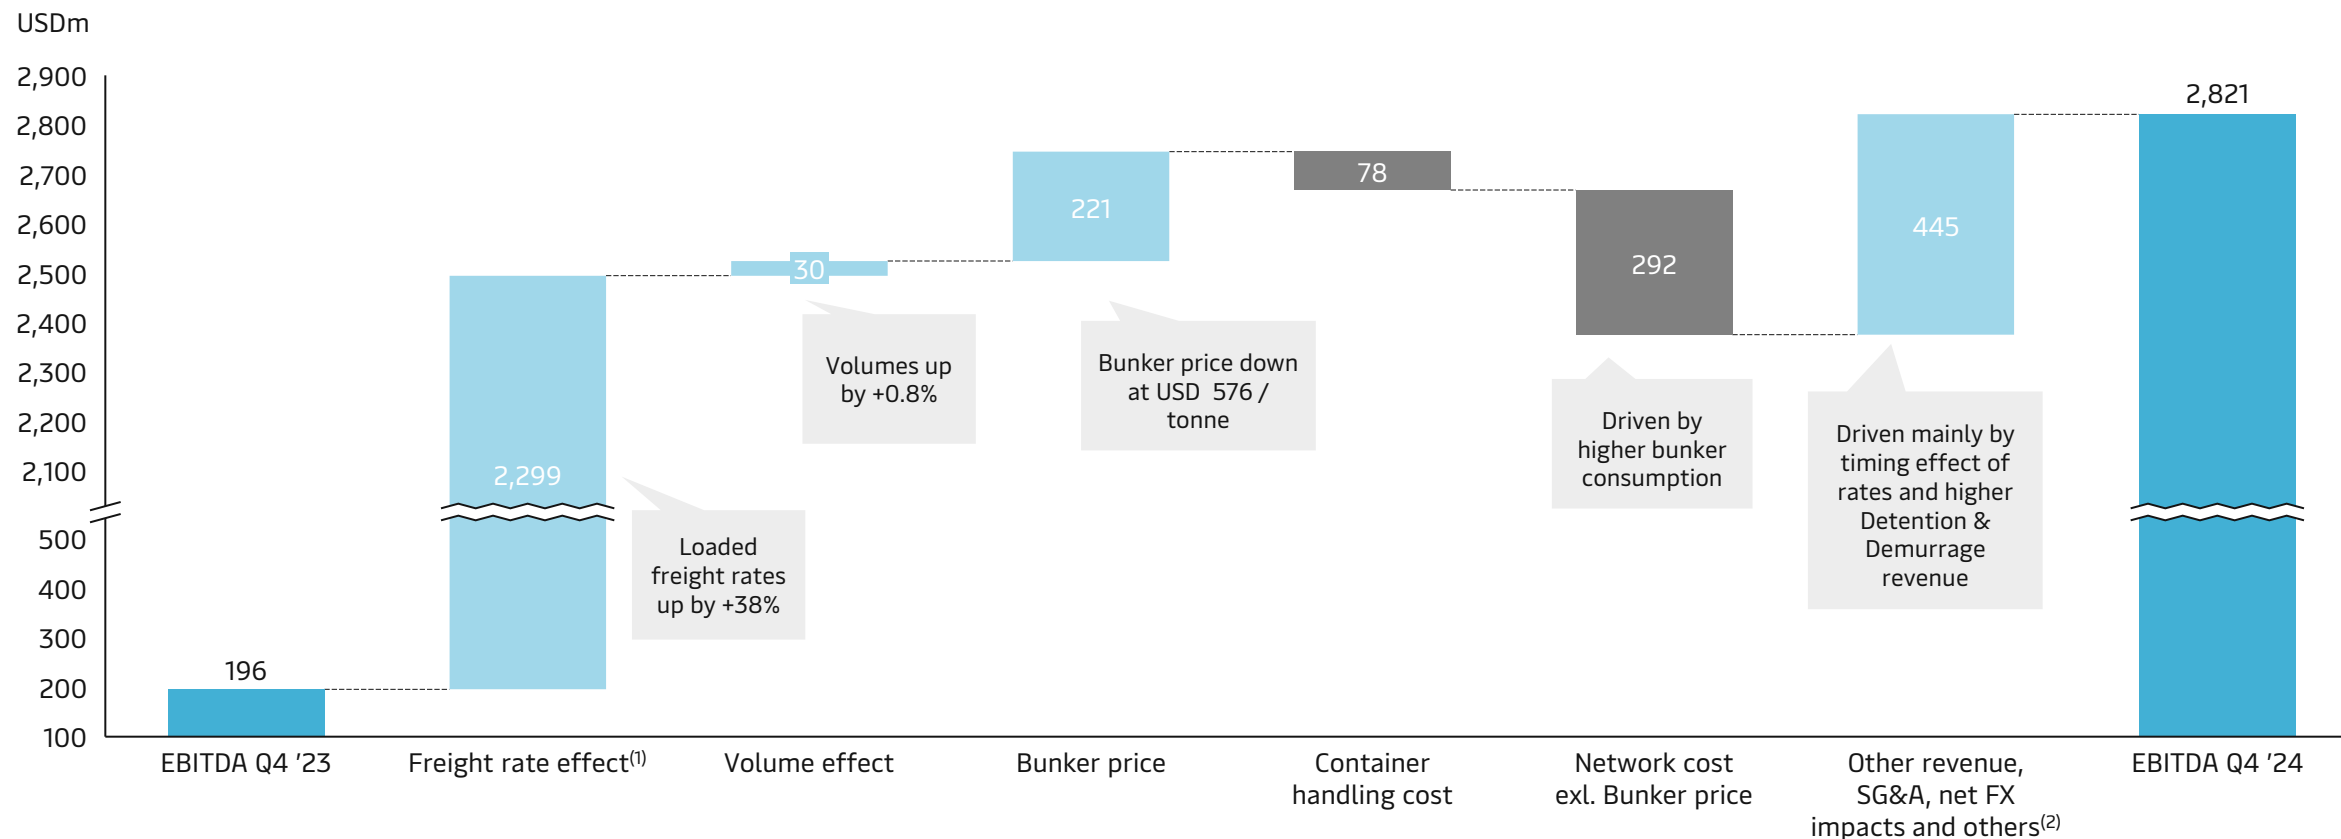 USDm
2,900
2,800
2,700
2,600
2,500
2,400
2,300
2,200
2,100
500
400
300
200
100
196
2,299
30
221
78
292
445
2,821
Loaded
freight rates
up by +38%
Volumes up
by +0.8%
Bunker price down
at USD 576 /
tonne
Driven by
higher bunker
consumption
Driven mainly by
timing effect of
rates and higher
Detention &
Demurrage
revenue
EBITDA Q4 '23
Freight rate effect(1)
Volume effect
Bunker price
Container
handling cost
Network cost
exl. Bunker price
Other revenue,
SG&A, net FX
impacts and others(2)
EBITDA Q4 '24